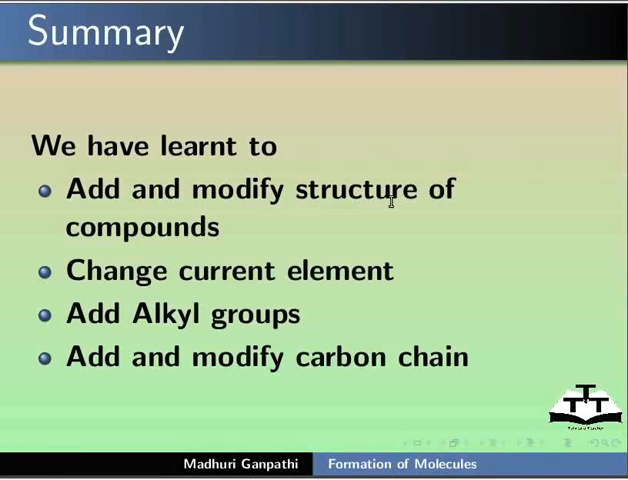 Summary
We have learnt to
Add and modify structure of
compounds
Change current element
Add Alkyl groups
Add and modify carbon chain
TTT
Madhuri Ganpathi
Formation of Molecules